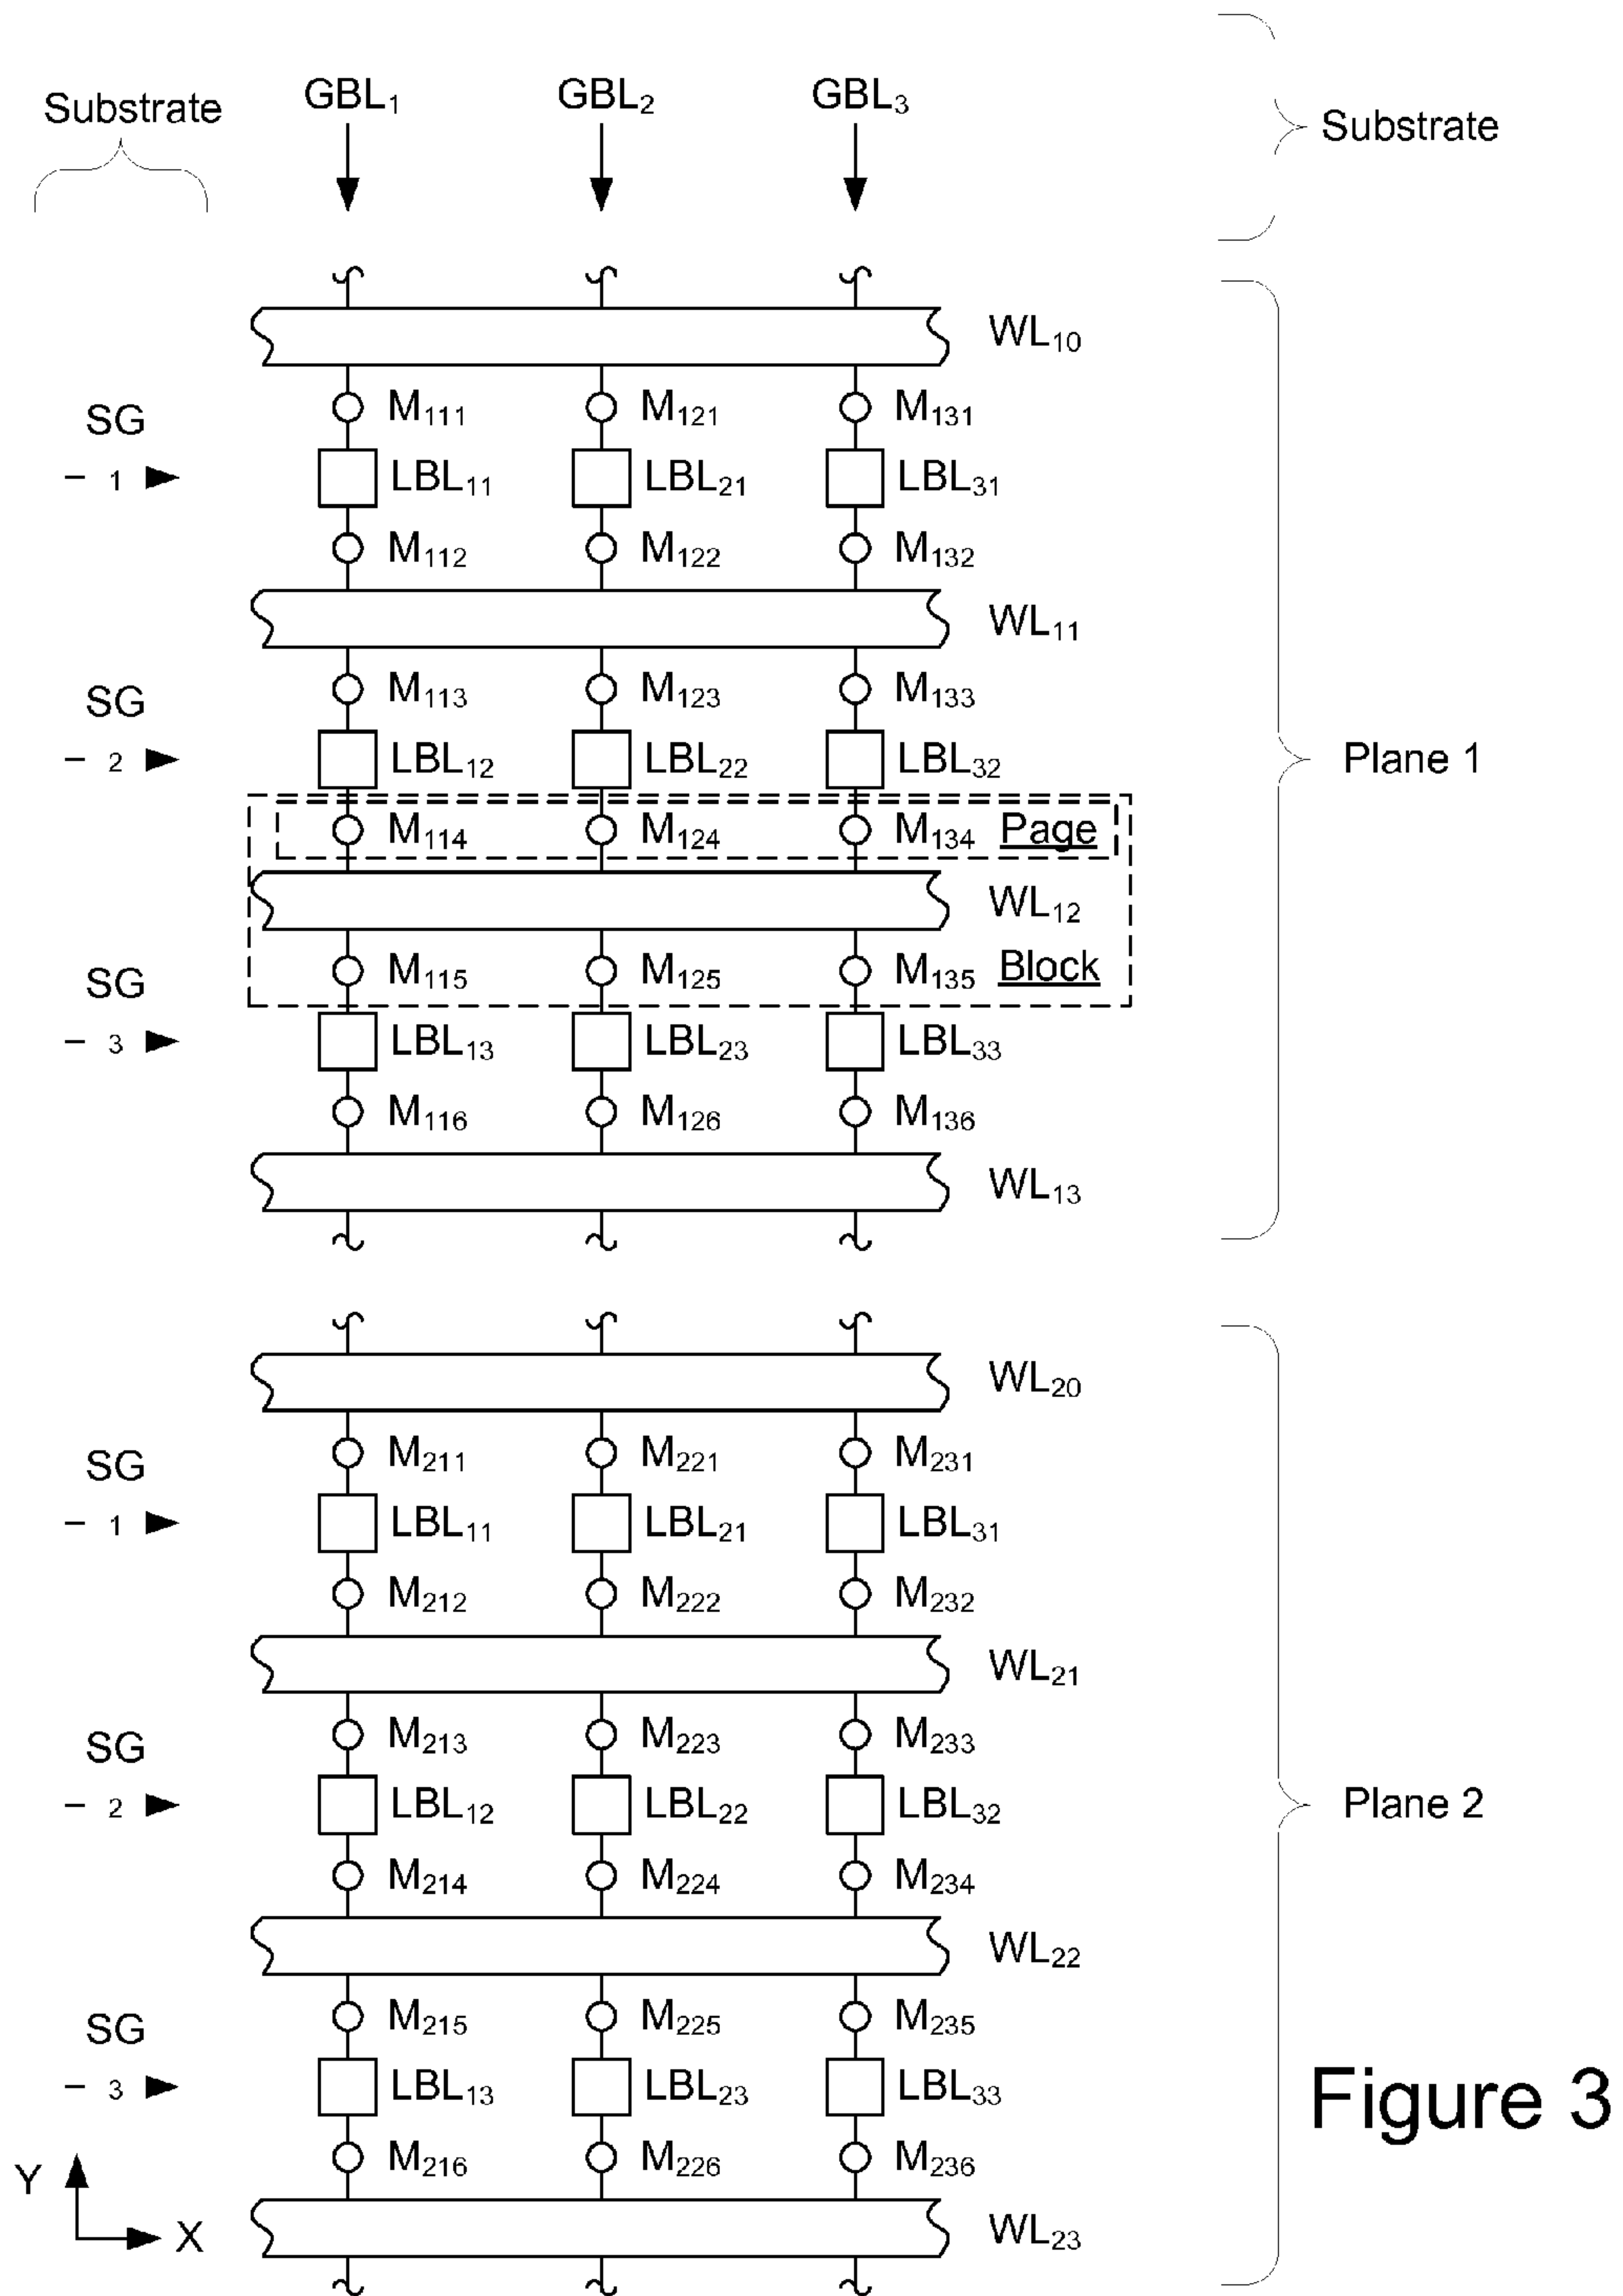 GBL₁ GBL₂ GBL₃
Substrate Substrate
WL₁₀
SG M₁₁₁ M₁₂₁ M₁₃₁
1 LBL₁₁ LBL₂₁ LBL₃₁
M₁₁₂ M₁₂₂ M₁₃₂
WL₁₁
SG M₁₁₃ M₁₂₃ M₁₃₃
2 LBL₁₂ LBL₂₂ LBL₃₂ Plane 1
M₁₁₄ M₁₂₄ M₁₃₄ Page
WL₁₂
SG M₁₁₅ M₁₂₅ M₁₃₅ Block
3 LBL₁₃ LBL₂₃ LBL₃₃
M₁₁₆ M₁₂₆ M₁₃₆
WL₁₃
WL₂₀
SG M₂₁₁ M₂₂₁ M₂₃₁
1 LBL₁₁ LBL₂₁ LBL₃₁
M₂₁₂ M₂₂₂ M₂₃₂
WL₂₁
SG M₂₁₃ M₂₂₃ M₂₃₃
2 LBL₁₂ LBL₂₂ LBL₃₂ Plane 2
M₂₁₄ M₂₂₄ M₂₃₄
WL₂₂
SG M₂₁₅ M₂₂₅ M₂₃₅
3 LBL₁₃ LBL₂₃ LBL₃₃ Figure 3
Y M₂₁₆ M₂₂₆ M₂₃₆
X WL₂₃